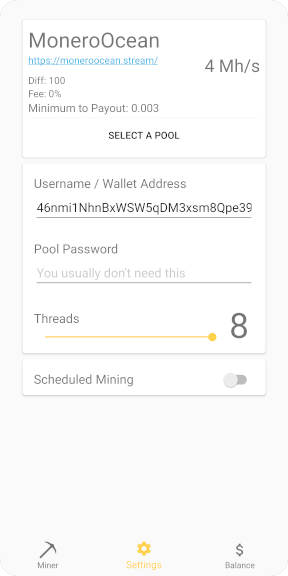 MoneroOcean
https://moneroocean.stream/
4 Mh/s
Diff: 100
Fee: 0%
Minimum to Payout: 0.003
SELECT A POOL
Username / Wallet Address
46nmi1NhnBxWSW5qDM3xsm8Qpe39
Pool Password
You usually don't need this
Threads
8
Scheduled Mining
Miner
Settings
Balance